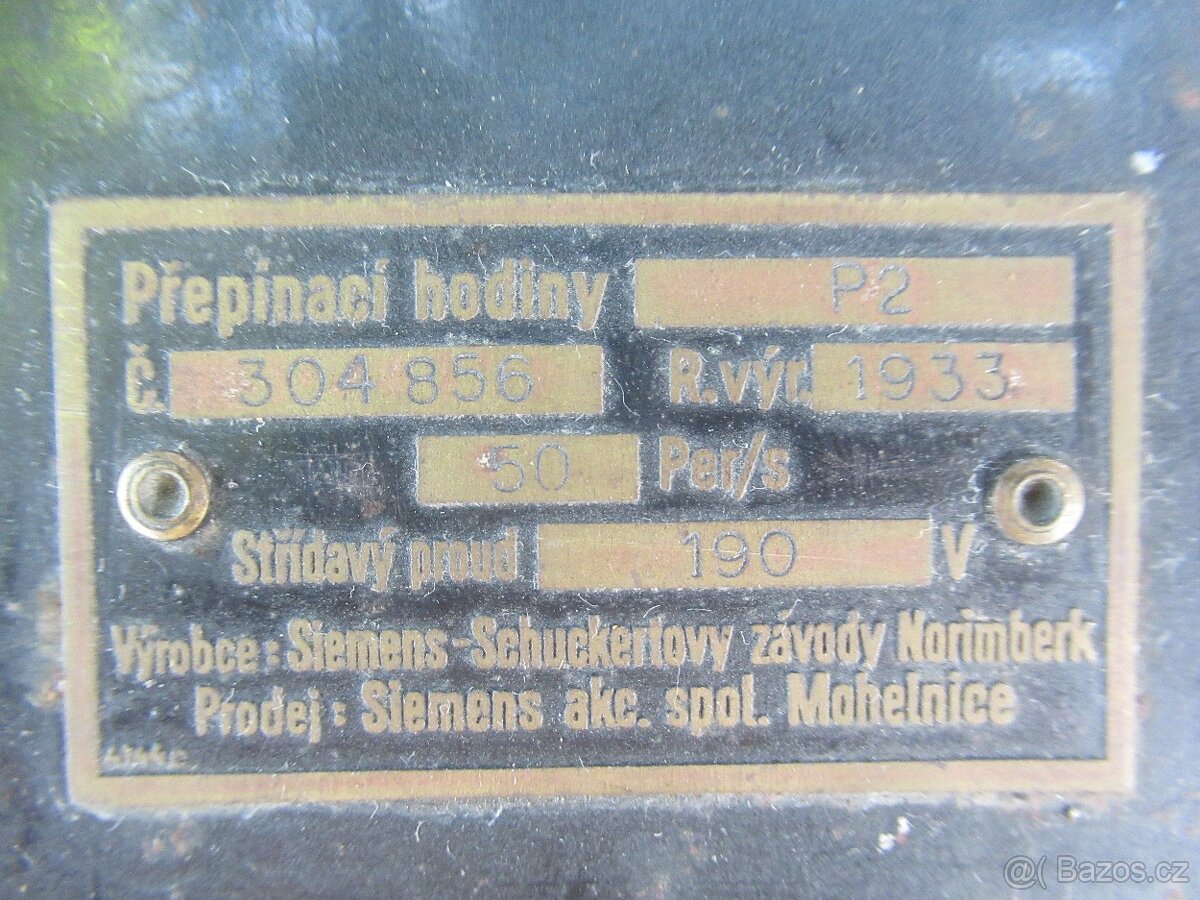 Přepínací hodiny P2
Č. 304 856 R.výr. 1933
50 Per/s
Střídavý proud 190 V
Výrobce: Siemens-Schuckertovy závody Norimberk
Prodej: Siemens akc. spol. Mohelnice
@( Bazos.cz